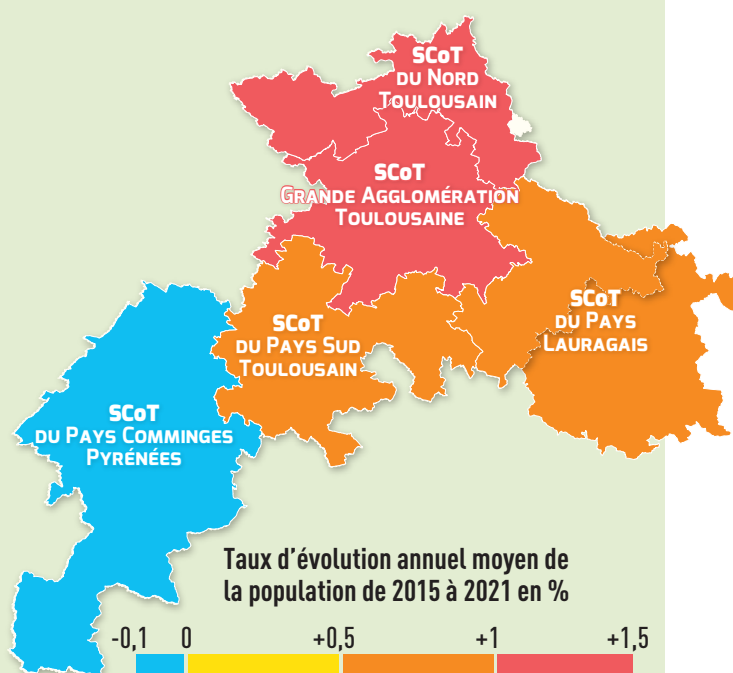 SCoT
DU NORD
TOULOUSAIN
SCoT
GRANDE AGGLOMÉRATION
TOULOUSAINE
SCoT
DU PAYS
LAURAGAIS
SCoT
DU PAYS SUD
TOULOUSAIN
SCoT
DU PAYS COMMINGES
PYRÉNÉES
Taux d’évolution annuel moyen de
la population de 2015 à 2021 en %
-0,1 0 +0,5 +1 +1,5